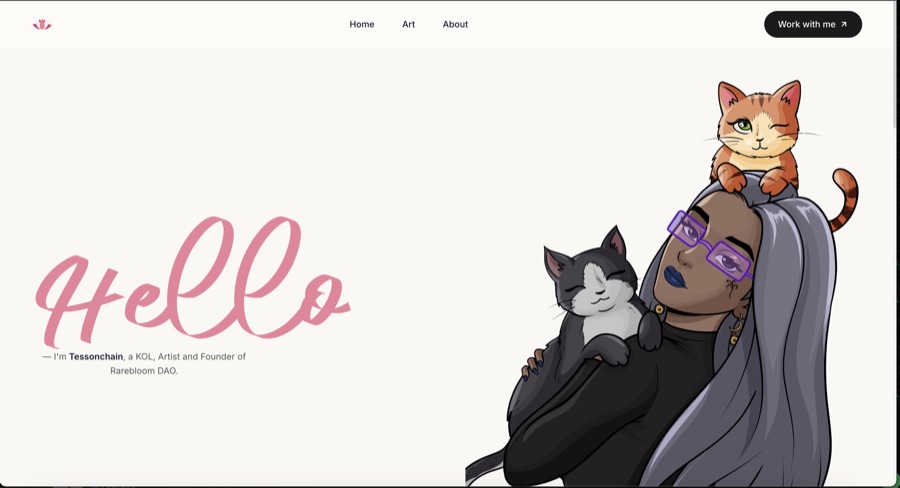 Home Art About Work with me
Hello
— I'm Tessonchain, a KOL, Artist and Founder of
Rarebloom DAO.